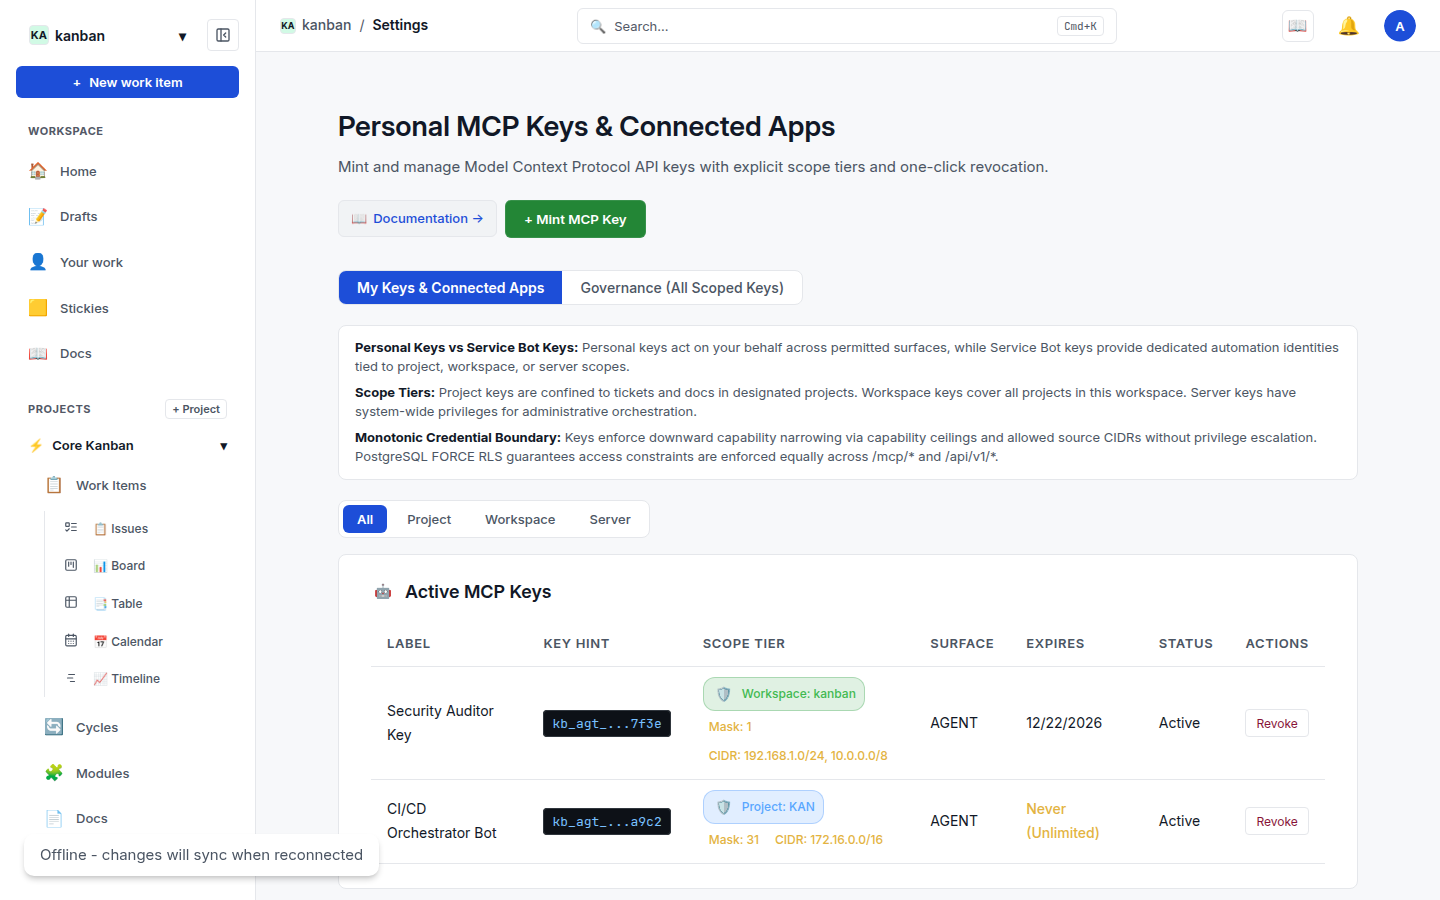 KA kanban ▼
+ New work item
WORKSPACE
Home
Drafts
Your work
Stickies
Docs
PROJECTS + Project
Core Kanban ▼
Work Items
Issues
Board
Table
Calendar
Timeline
Cycles
Modules
Docs
Offline - changes will sync when reconnected
KA kanban / Settings
Search... Cmd+K
A
Personal MCP Keys & Connected Apps
Mint and manage Model Context Protocol API keys with explicit scope tiers and one-click revocation.
Documentation → + Mint MCP Key
My Keys & Connected Apps Governance (All Scoped Keys)
Personal Keys vs Service Bot Keys: Personal keys act on your behalf across permitted surfaces, while Service Bot keys provide dedicated automation identities
tied to project, workspace, or server scopes.
Scope Tiers: Project keys are confined to tickets and docs in designated projects. Workspace keys cover all projects in this workspace. Server keys have
system-wide privileges for administrative orchestration.
Monotonic Credential Boundary: Keys enforce downward capability narrowing via capability ceilings and allowed source CIDRs without privilege escalation.
PostgreSQL FORCE RLS guarantees access constraints are enforced equally across /mcp/* and /api/v1/*.
All Project Workspace Server
Active MCP Keys
LABEL KEY HINT SCOPE TIER SURFACE EXPIRES STATUS ACTIONS
Security Auditor
Key
kb_agt_...7f3e
Workspace: kanban
Mask: 1
CIDR: 192.168.1.0/24, 10.0.0.0/8
AGENT 12/22/2026 Active Revoke
CI/CD
Orchestrator Bot
kb_agt_...a9c2
Project: KAN
Mask: 31 CIDR: 172.16.0.0/16
AGENT
Never
(Unlimited)
Active Revoke